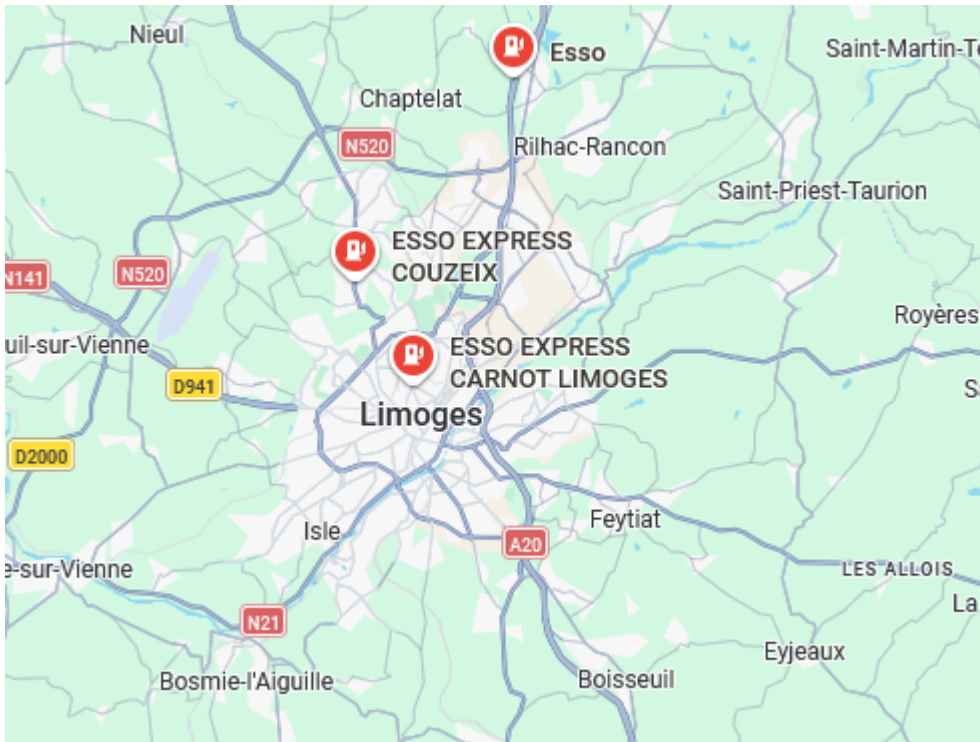 Nieul
Esso
Saint-Martin-Te
Chaptelat
N520
Rilhac-Rancon
Saint-Priest-Taurion
ESSO EXPRESS
COUZEIX
N141
N520
Royères
uil-sur-Vienne
ESSO EXPRESS
CARNOT LIMOGES
D941
Sa
Limoges
D2000
Isle
Feytiat
A20
e-sur-Vienne
LES ALLOIS
La
N21
Eyjeaux
Bosmie-l'Aiguille
Boisseuil